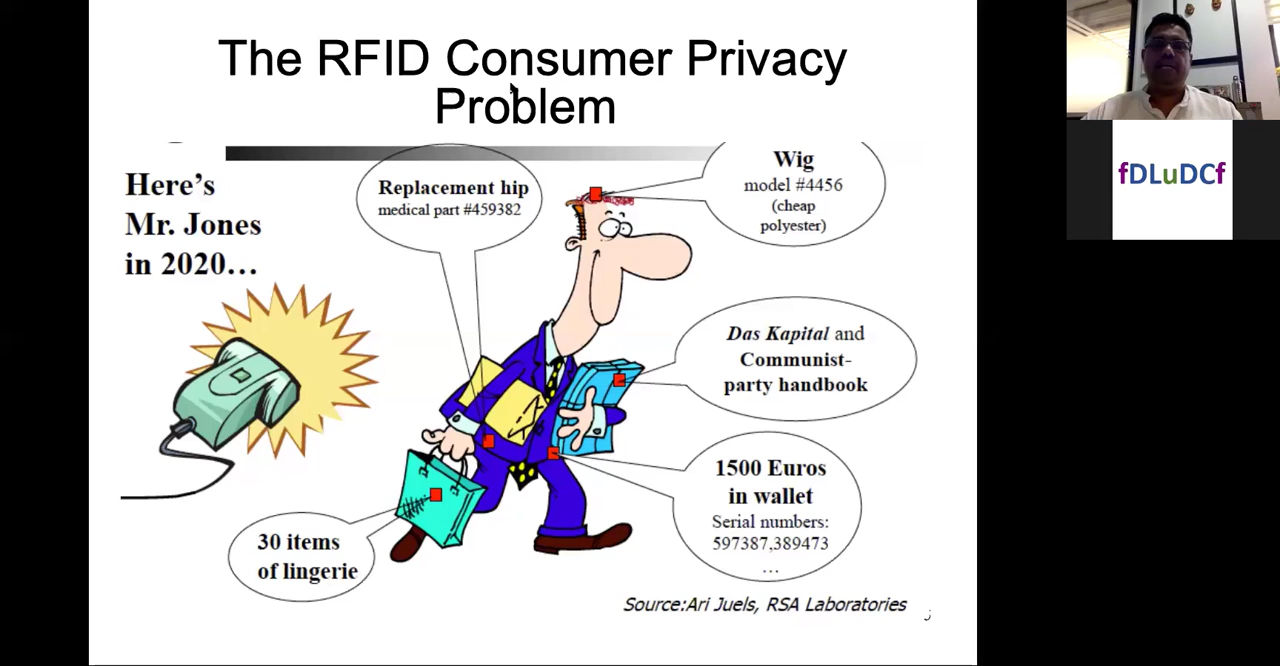 The RFID Consumer Privacy
Problem
Here's
Mr. Jones
in 2020…
Replacement hip
medical part #459382
Wig
model #4456
(cheap
polyester)
Das Kapital and
Communist-
party handbook
1500 Euros
in wallet
Serial numbers:
597387,389473
…
30 items
of lingerie
Source:Ari Juels, RSA Laboratories
fDLuDCf